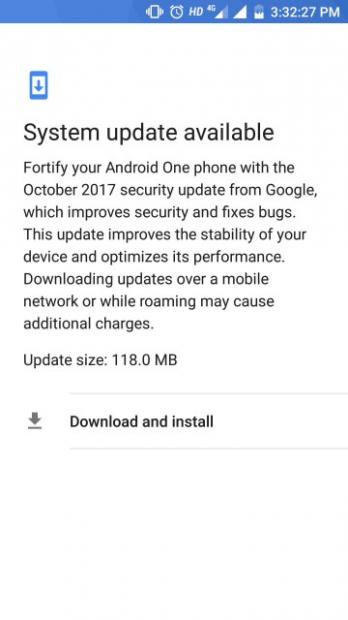 HD 4G 3:32:27 PM
System update available
Fortify your Android One phone with the
October 2017 security update from Google,
which improves security and fixes bugs.
This update improves the stability of your
device and optimizes its performance.
Downloading updates over a mobile
network or while roaming may cause
additional charges.
Update size: 118.0 MB
Download and install